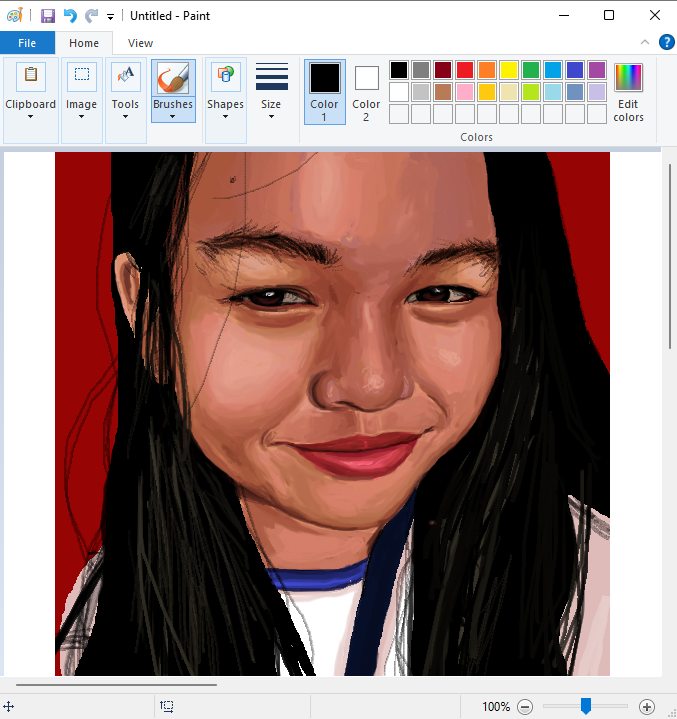 Untitled - Paint
File Home View
Clipboard Image Tools Brushes Shapes Size Color 1 Color 2 Edit colors
Colors
100%